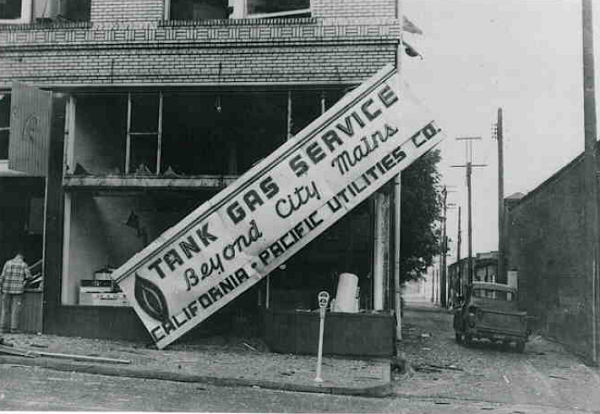 TANK GAS SERVICE
Beyond City Mains
CALIFORNIA - PACIFIC UTILITIES CO.